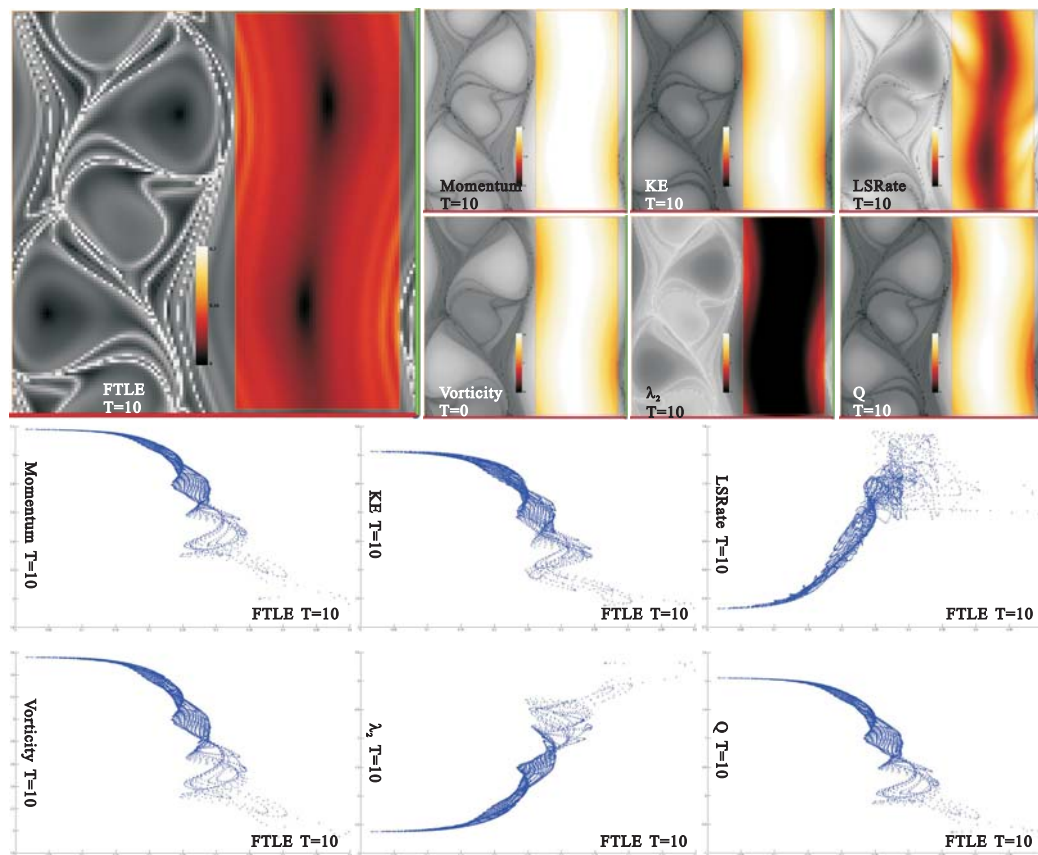 FTLE
T=10
Momentum
T=10
KE
T=10
LSRate
T=10
Vorticity
T=0
λ₂
T=10
Q
T=10
Momentum T=10
FTLE T=10
KE T=10
FTLE T=10
LSRate T=10
FTLE T=10
Vorticity T=10
FTLE T=10
λ₂ T=10
FTLE T=10
Q T=10
FTLE T=10